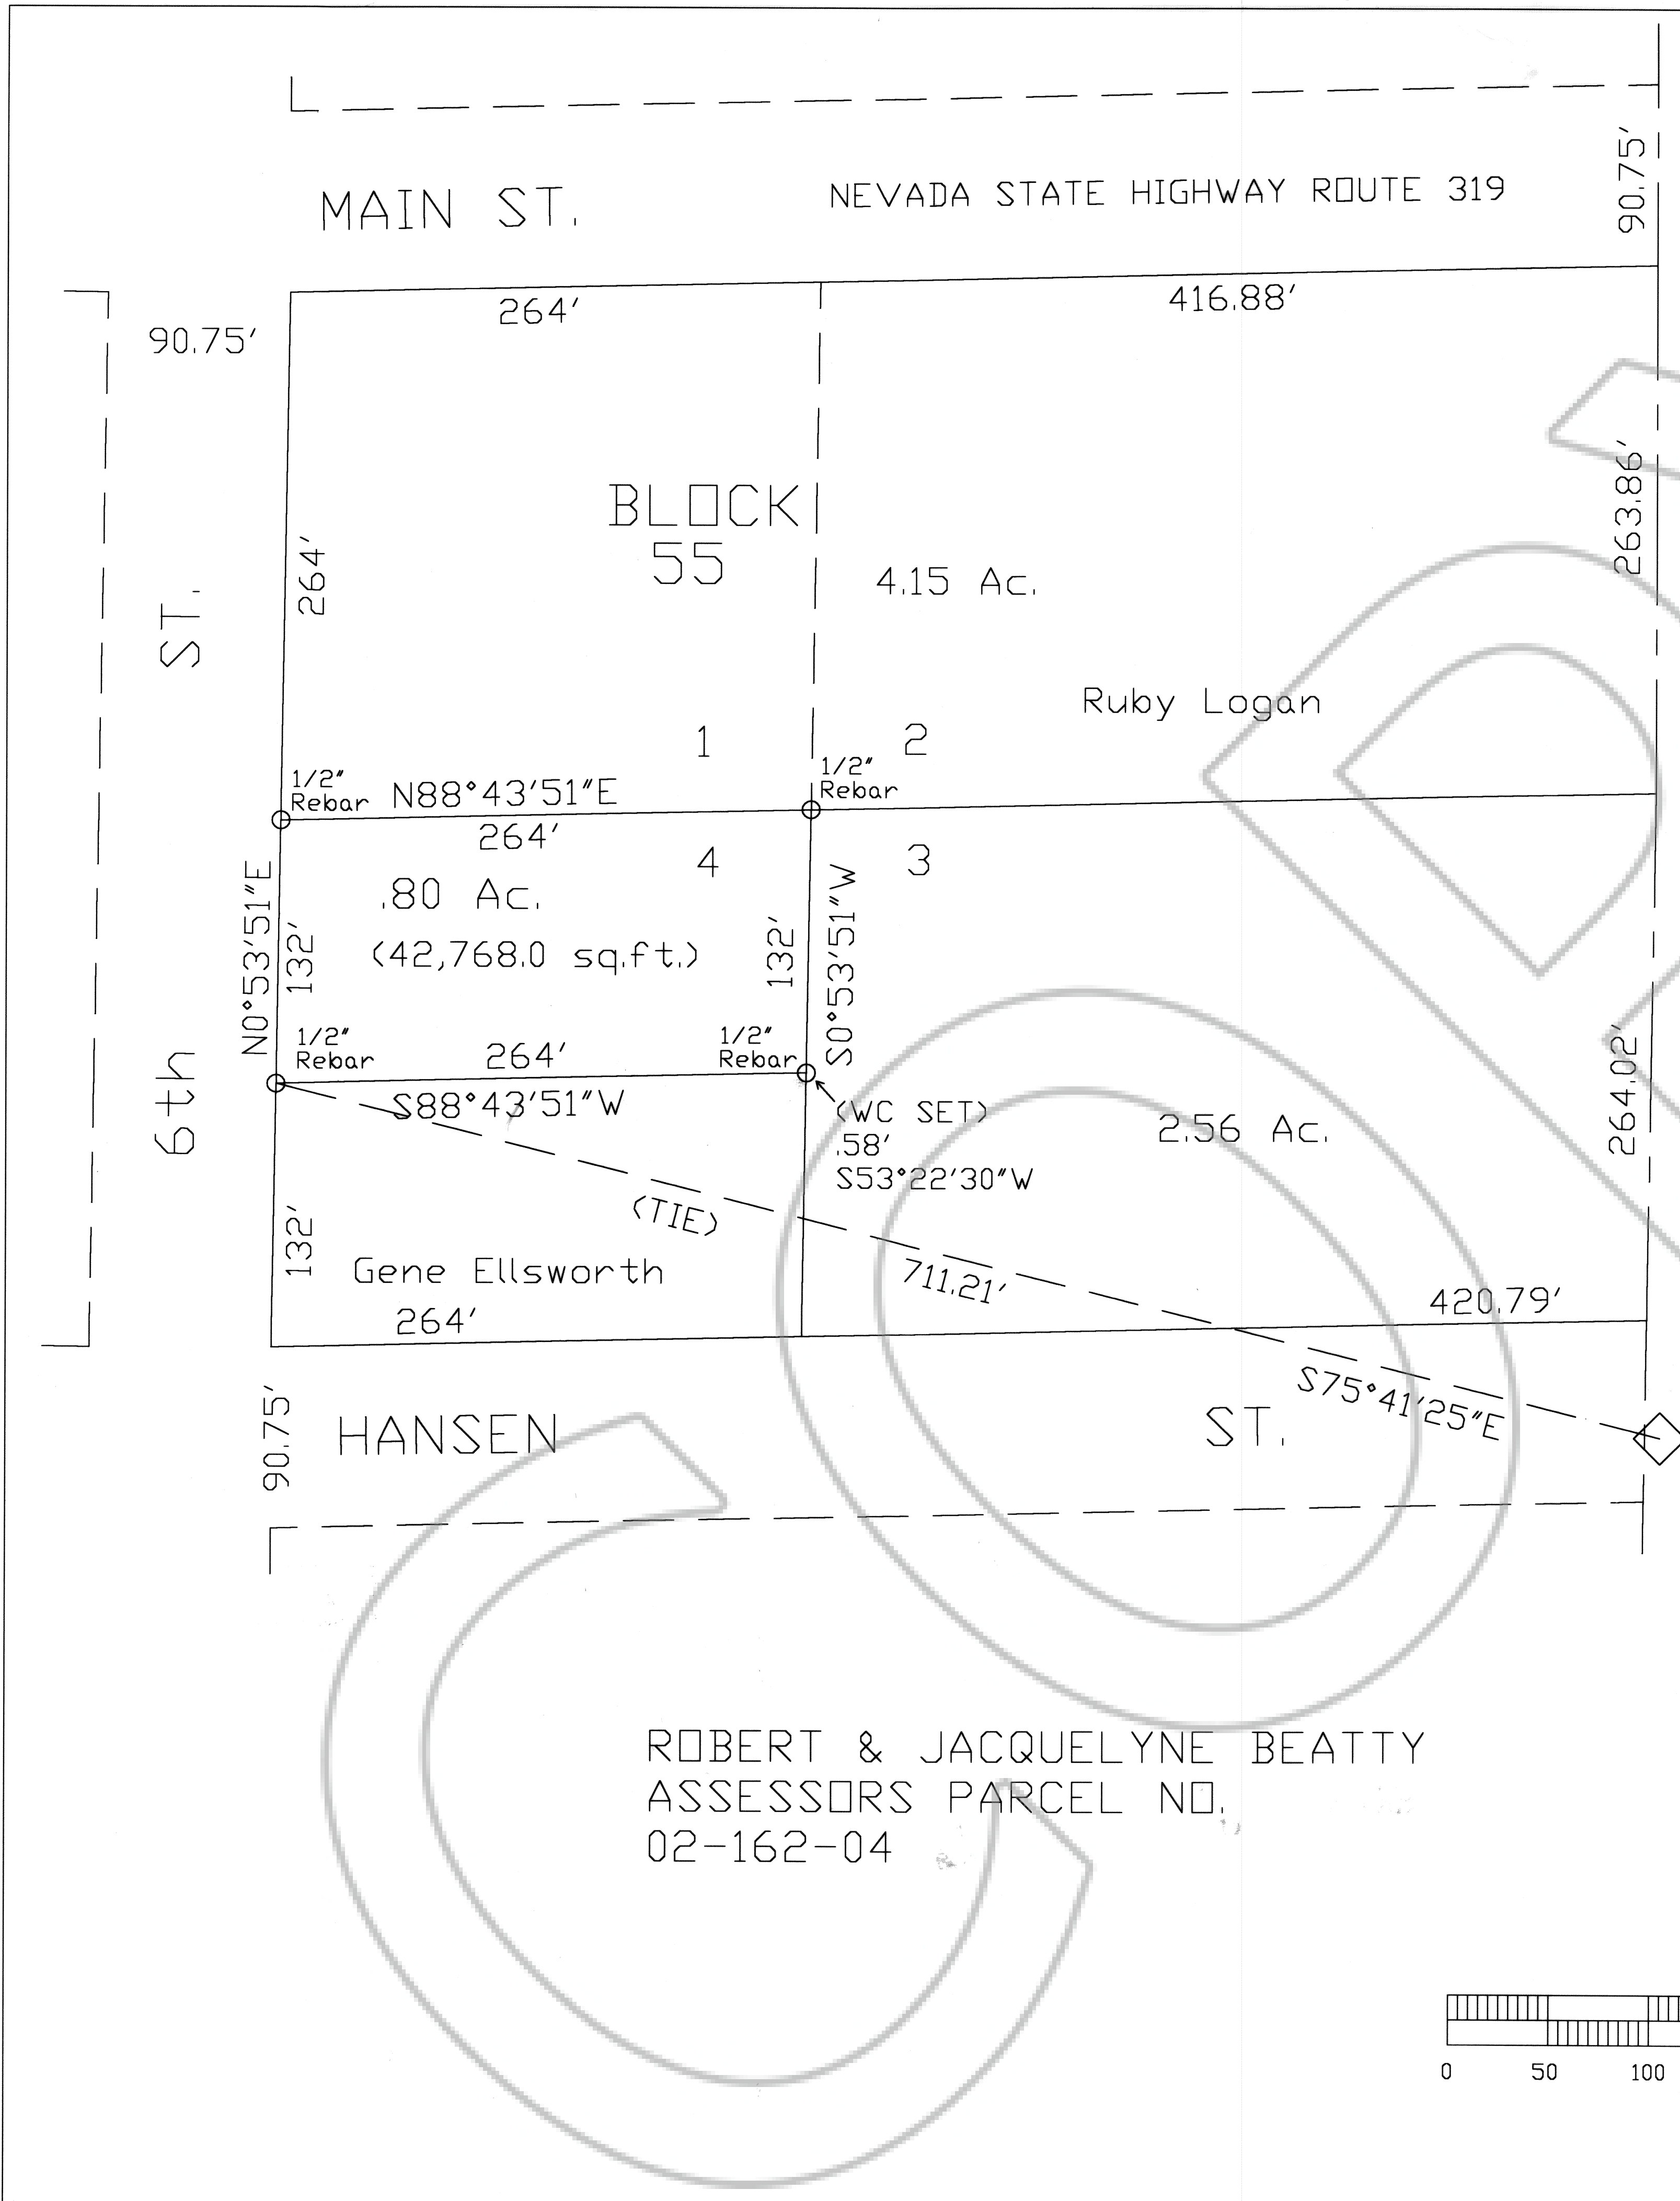 MAIN ST.
NEVADA STATE HIGHWAY ROUTE 319
90.75'
264'
416.88'
90.75'
BLOCK
55
264'
263.86'
ST.
4.15 Ac.
Ruby Logan
1
2
1/2"
Rebar
N88°43'51"E
1/2"
Rebar
264'
4
3
.80 Ac.
(42,768.0 sq.ft.)
N0°53'51"E
132'
132'
S0°53'51"W
1/2"
Rebar
264'
1/2"
Rebar
6th
S88°43'51"W
(WC SET)
.58'
S53°22'30"W
2.56 Ac.
264.02'
(TIE)
132'
Gene Ellsworth
711.21'
264'
420.79'
S75°41'25"E
90.75'
HANSEN
ST.
ROBERT & JACQUELYNE BEATTY
ASSESSORS PARCEL NO.
02-162-04
0 50 100